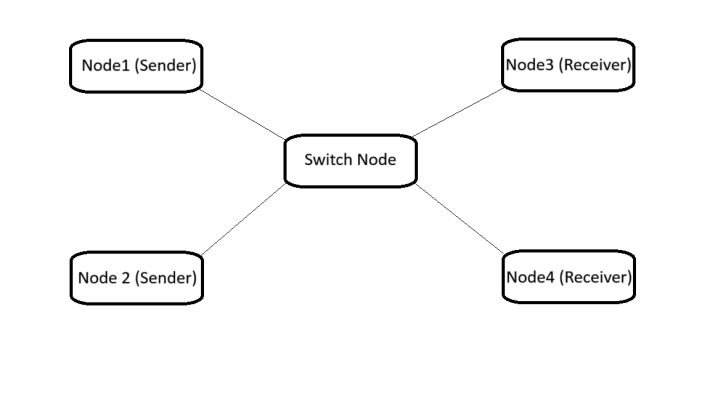 Node1 (Sender)
Node3 (Receiver)
Switch Node
Node 2 (Sender)
Node4 (Receiver)